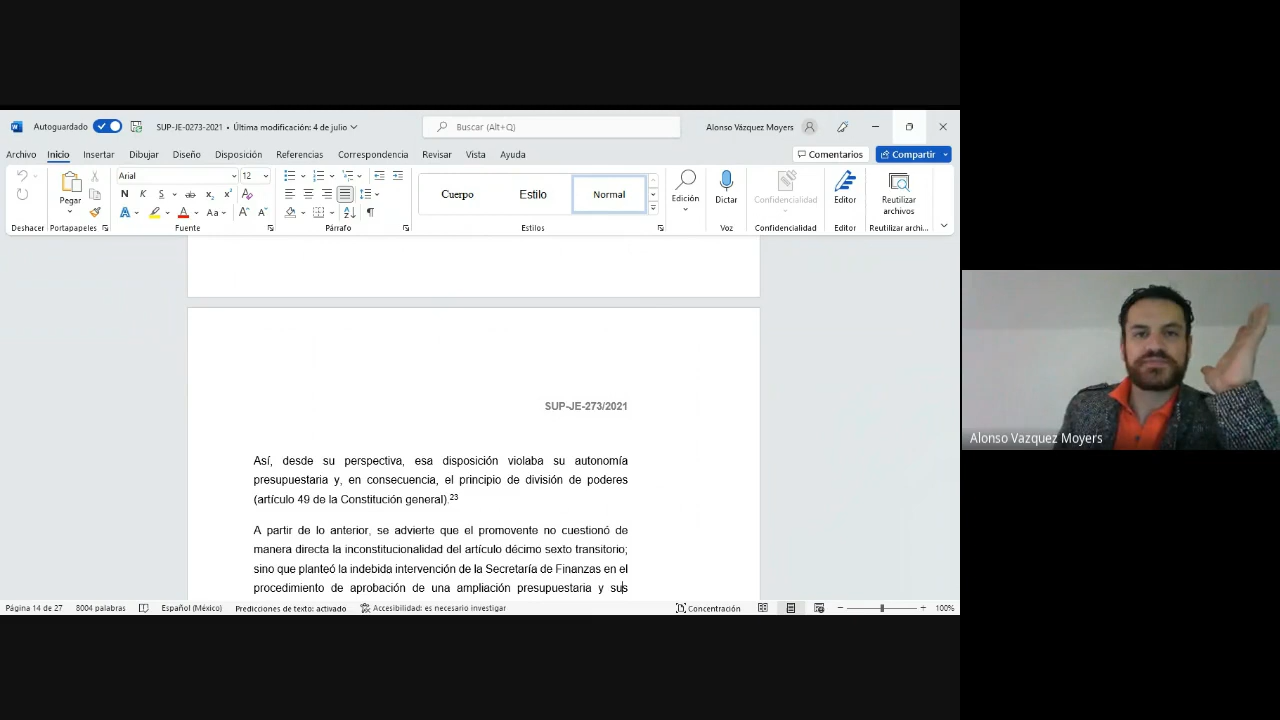 Autoguardado
SUP-JE-0273-2021 • Última modificación: 4 de julio
Buscar (Alt+Q)
Alonso Vázquez Moyers
Archivo Inicio Insertar Dibujar Diseño Disposición Referencias Correspondencia Revisar Vista Ayuda
Comentarios Compartir
Pegar
Arial 12
N K S ab x₂ x²
A A Aa A A
Cuerpo Estilo Normal
Edición
Dictar
Confidencialidad
Editor
Reutilizar
archivos
Deshacer Portapapeles Fuente Párrafo Estilos Voz Confidencialidad Editor Reutilizar archi...
SUP-JE-273/2021
Así, desde su perspectiva, esa disposición violaba su autonomía
presupuestaria y, en consecuencia, el principio de división de poderes
(artículo 49 de la Constitución general).²³
A partir de lo anterior, se advierte que el promovente no cuestionó de
manera directa la inconstitucionalidad del artículo décimo sexto transitorio;
sino que planteó la indebida intervención de la Secretaría de Finanzas en el
procedimiento de aprobación de una ampliación presupuestaria y sus
Página 14 de 27 8004 palabras Español (México) Predicciones de texto: activado Accesibilidad: es necesario investigar Concentración 100%
Alonso Vazquez Moyers